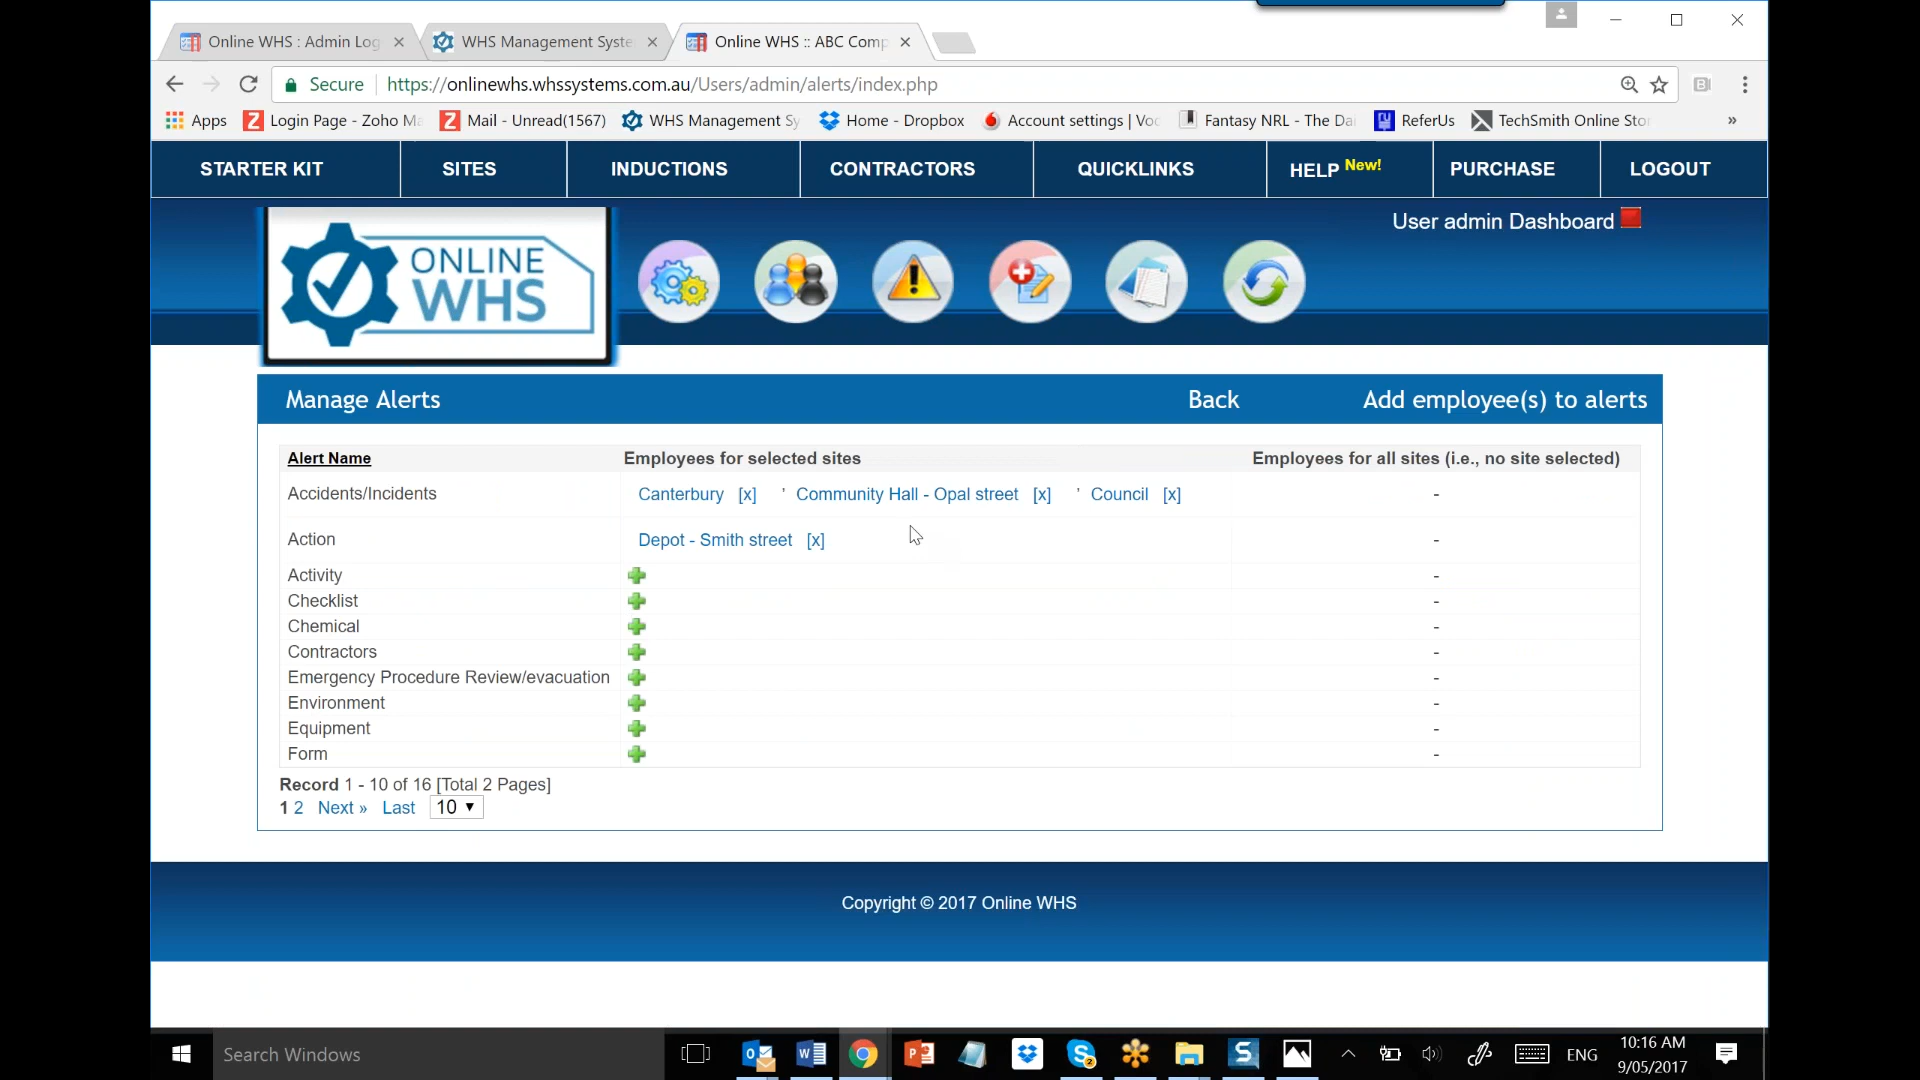 Online WHS : Admin Log
WHS Management Syste
Online WHS :: ABC Comp
Secure
https://onlinewhs.whssystems.com.au/Users/admin/alerts/index.php
Apps
Login Page - Zoho Ma
Mail - Unread(1567)
WHS Management Sy
Home - Dropbox
Account settings | Voc
Fantasy NRL - The Dai
ReferUs
TechSmith Online Stor
»
STARTER KIT
SITES
INDUCTIONS
CONTRACTORS
QUICKLINKS
HELP New!
PURCHASE
LOGOUT
User admin Dashboard
ONLINE
WHS
Manage Alerts
Back
Add employee(s) to alerts
Alert Name Employees for selected sites Employees for all sites (i.e., no site selected)
Accidents/Incidents Canterbury [x] ' Community Hall - Opal street [x] ' Council [x] -
Action Depot - Smith street [x] -
Activity -
Checklist -
Chemical -
Contractors -
Emergency Procedure Review/evacuation -
Environment -
Equipment -
Form -
Record 1 - 10 of 16 [Total 2 Pages]
1 2 Next » Last 10
Copyright © 2017 Online WHS
Search Windows
ENG
10:16 AM
9/05/2017